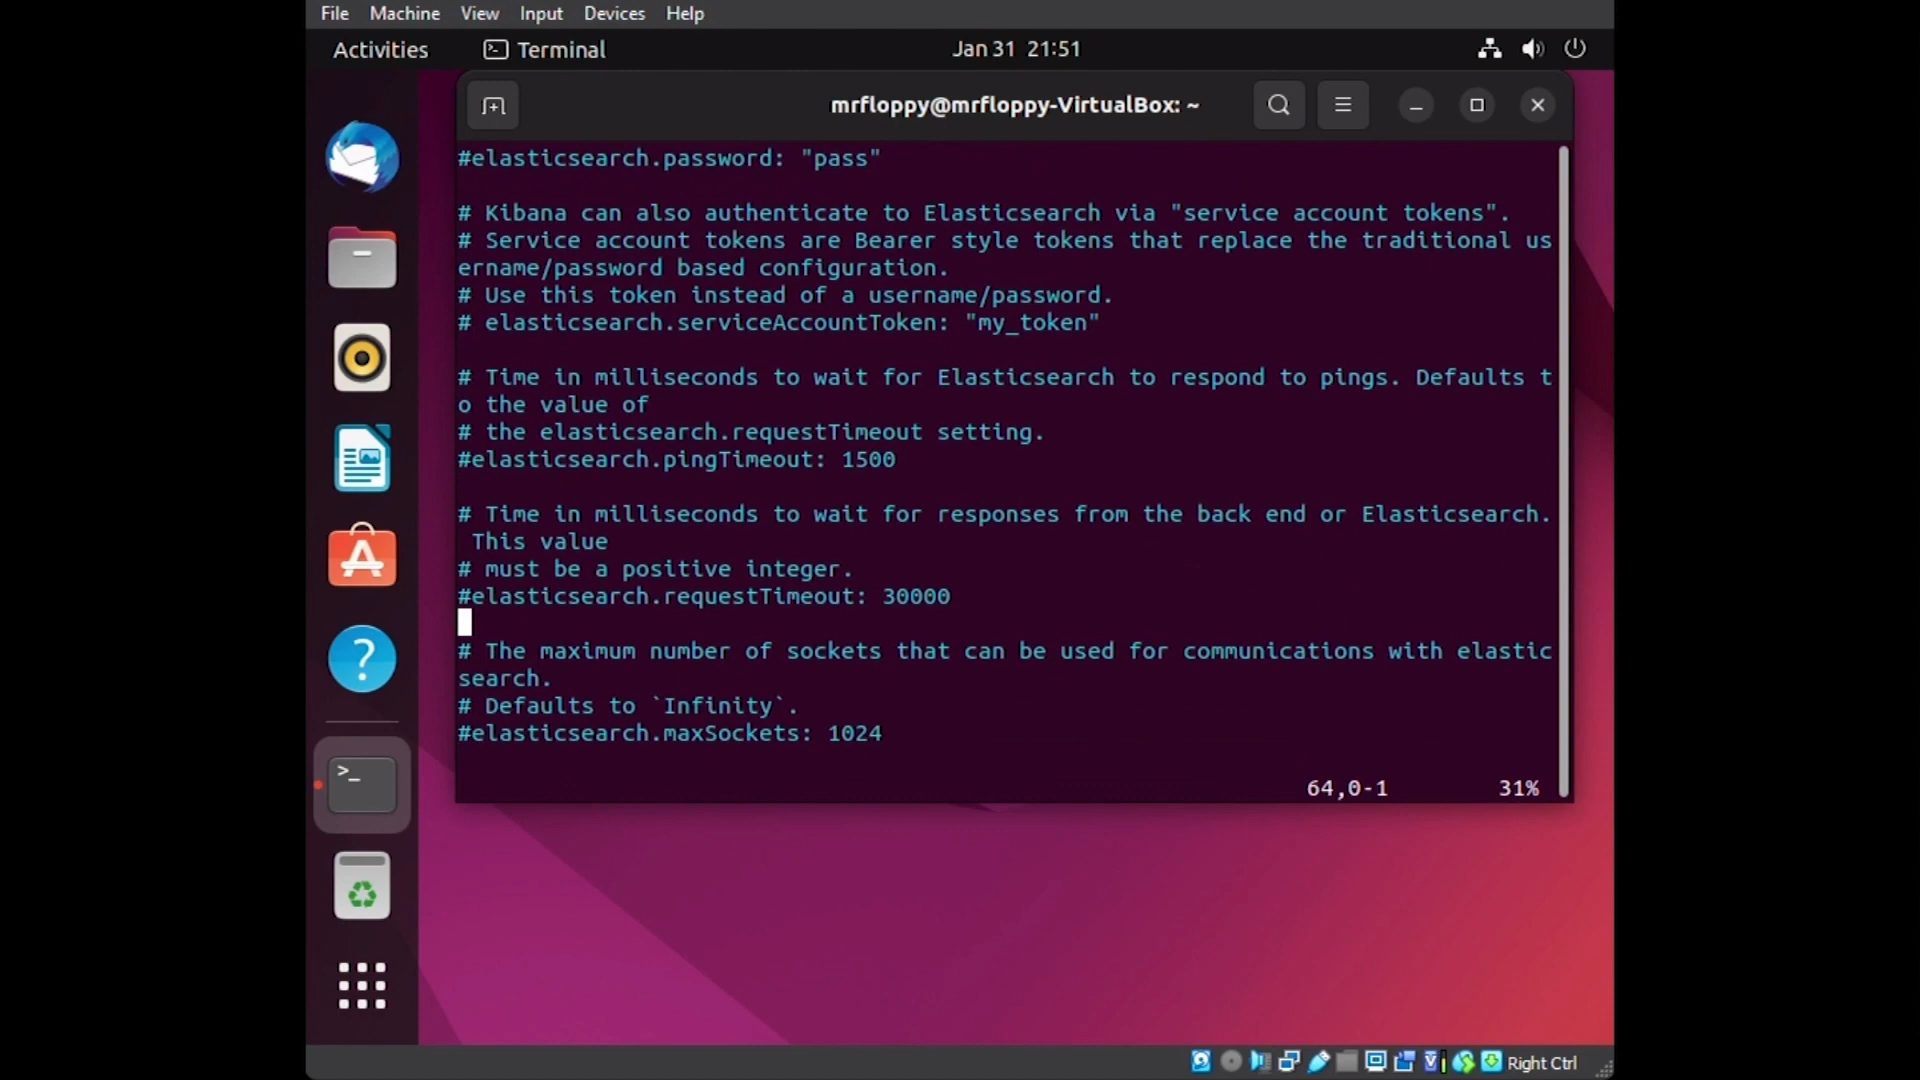 File Machine View Input Devices Help
Activities Terminal Jan 31 21:51
mrfloppy@mrfloppy-VirtualBox: ~
#elasticsearch.password: "pass"
# Kibana can also authenticate to Elasticsearch via "service account tokens".
# Service account tokens are Bearer style tokens that replace the traditional us
ername/password based configuration.
# Use this token instead of a username/password.
# elasticsearch.serviceAccountToken: "my_token"
# Time in milliseconds to wait for Elasticsearch to respond to pings. Defaults t
o the value of
# the elasticsearch.requestTimeout setting.
#elasticsearch.pingTimeout: 1500
# Time in milliseconds to wait for responses from the back end or Elasticsearch.
This value
# must be a positive integer.
#elasticsearch.requestTimeout: 30000
# The maximum number of sockets that can be used for communications with elastic
search.
# Defaults to `Infinity`.
#elasticsearch.maxSockets: 1024
64,0-1 31%
Right Ctrl